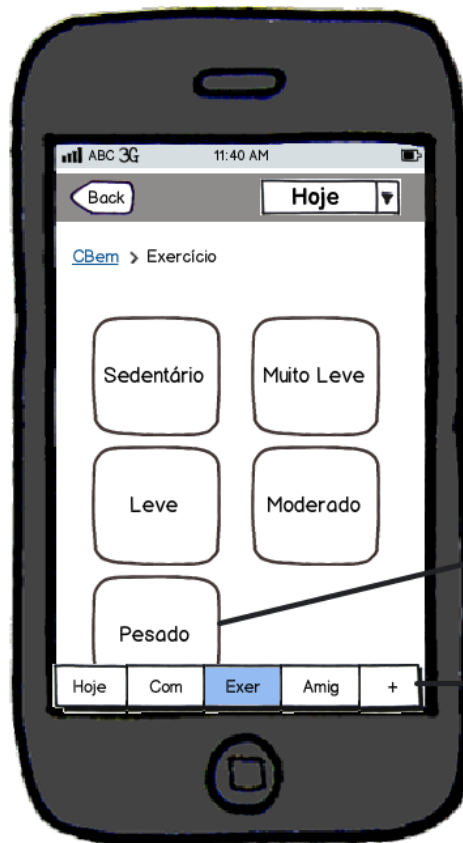 ABC 3G 11:40 AM
Back Hoje
CBem > Exercício
Sedentário Muito Leve
Leve Moderado
Pesado
Hoje Com Exer Amig +